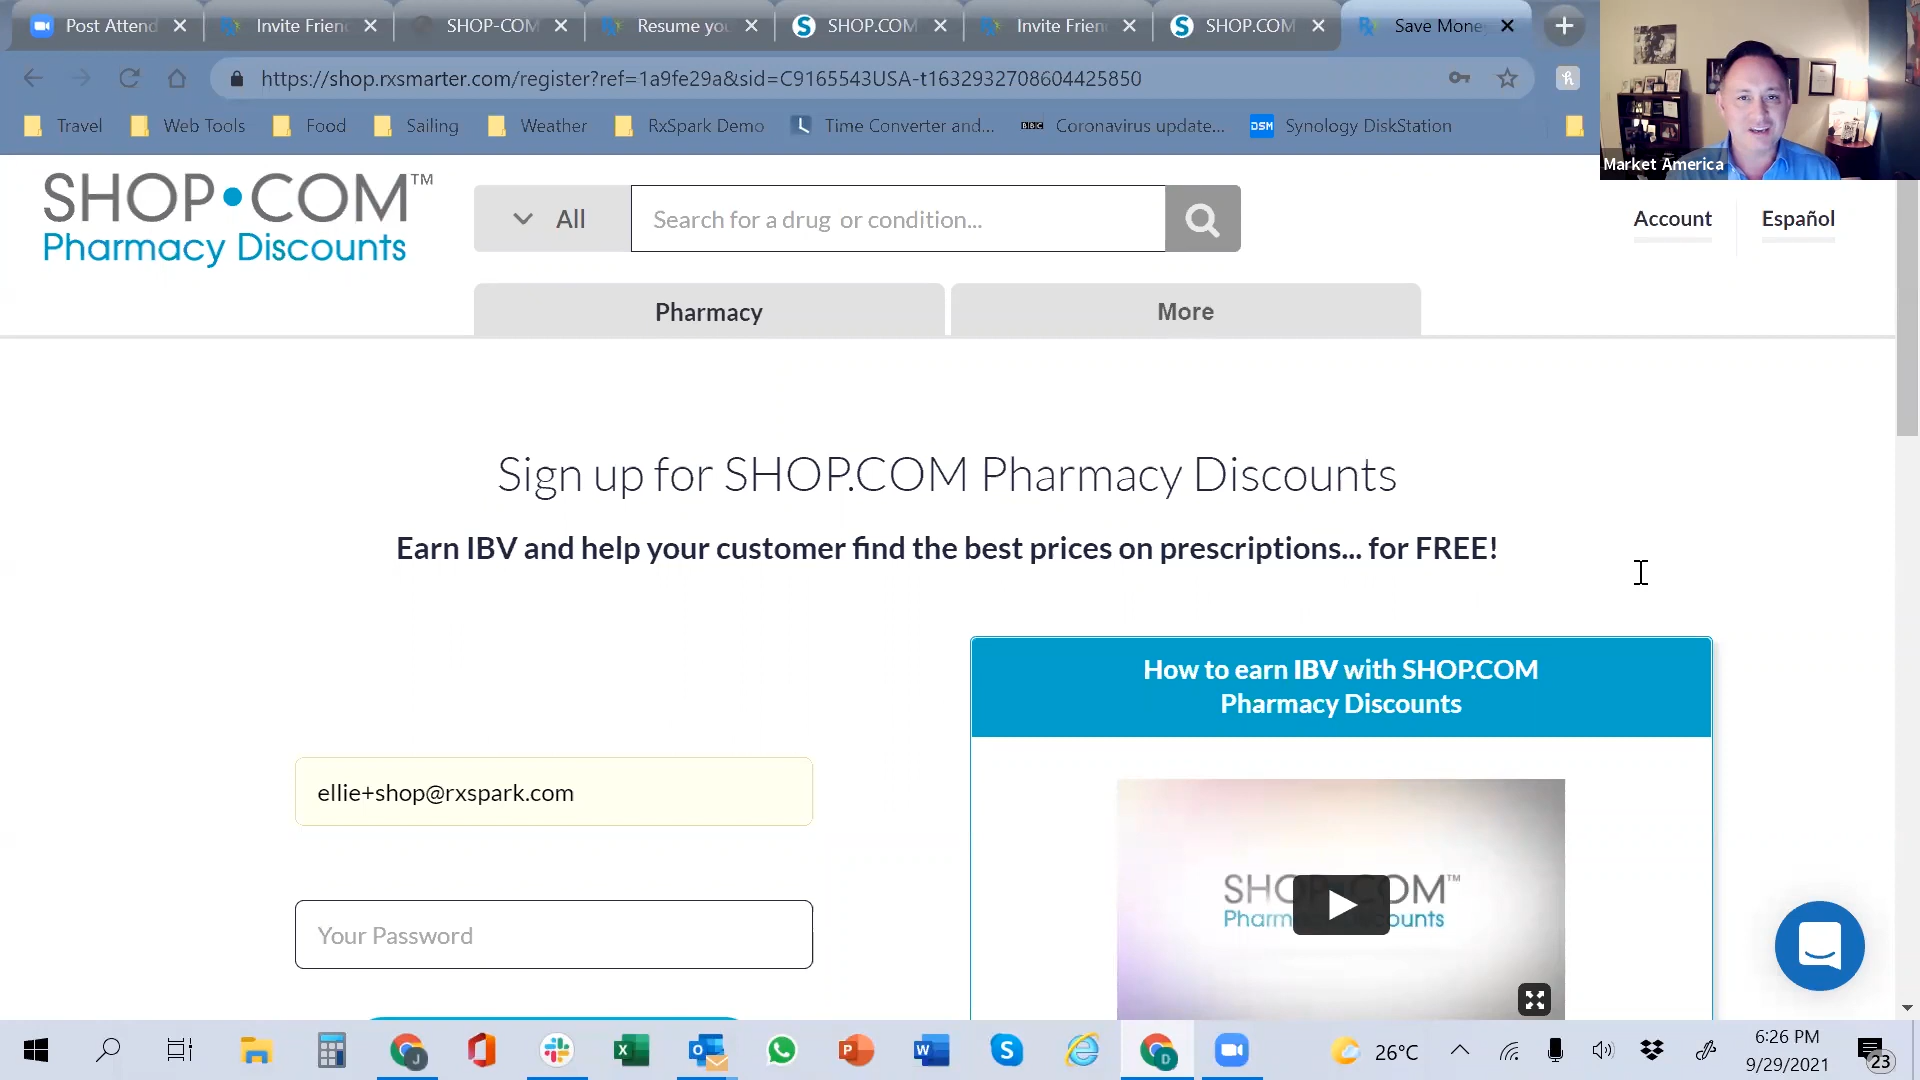 Post Attend
Invite Frien
SHOP-COM
Resume yo
SHOP.COM
Invite Frien
SHOP.COM
Save Mone
https://shop.rxsmarter.com/register?ref=1a9fe29a&sid=C9165543USA-t1632932708604425850
Travel
Web Tools
Food
Sailing
Weather
RxSpark Demo
Time Converter and...
BBC
Coronavirus update...
DSM
Synology DiskStation
Market America
SHOP•COM™
Pharmacy Discounts
All
Search for a drug or condition...
Account
Español
Pharmacy
More
Sign up for SHOP.COM Pharmacy Discounts
Earn IBV and help your customer find the best prices on prescriptions... for FREE!
How to earn IBV with SHOP.COM
Pharmacy Discounts
ellie+shop@rxspark.com
Your Password
26°C
6:26 PM
9/29/2021
23